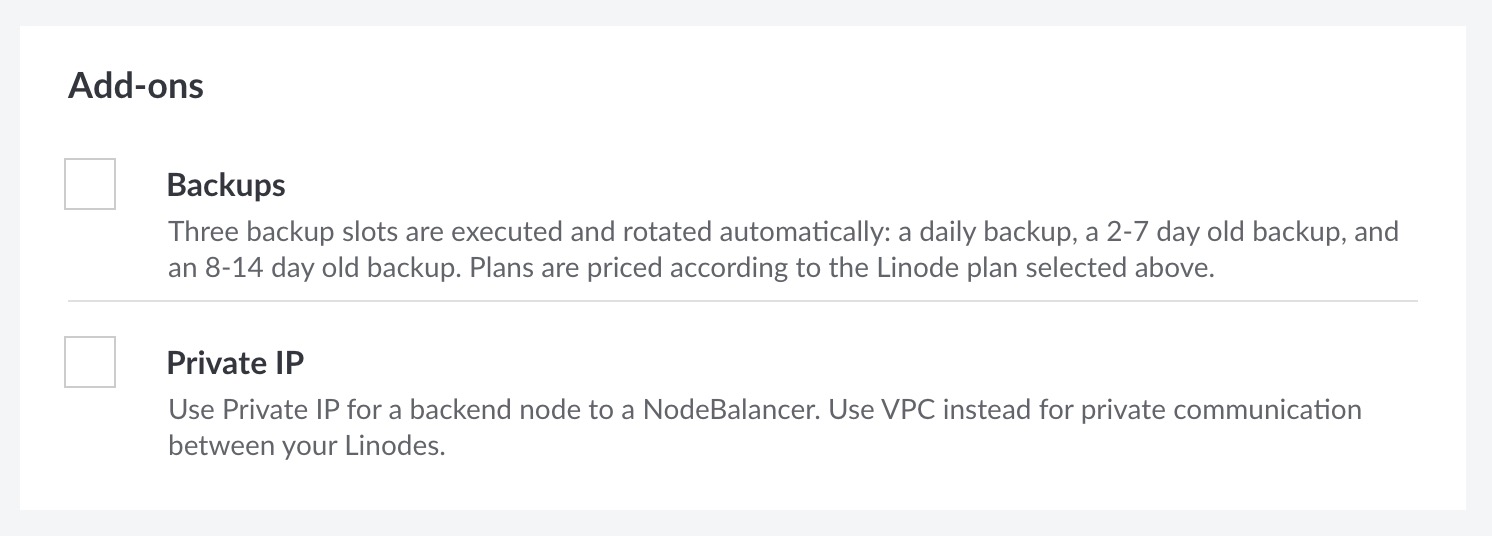 Add-ons
Backups
Three backup slots are executed and rotated automatically: a daily backup, a 2-7 day old backup, and
an 8-14 day old backup. Plans are priced according to the Linode plan selected above.
Private IP
Use Private IP for a backend node to a NodeBalancer. Use VPC instead for private communication
between your Linodes.